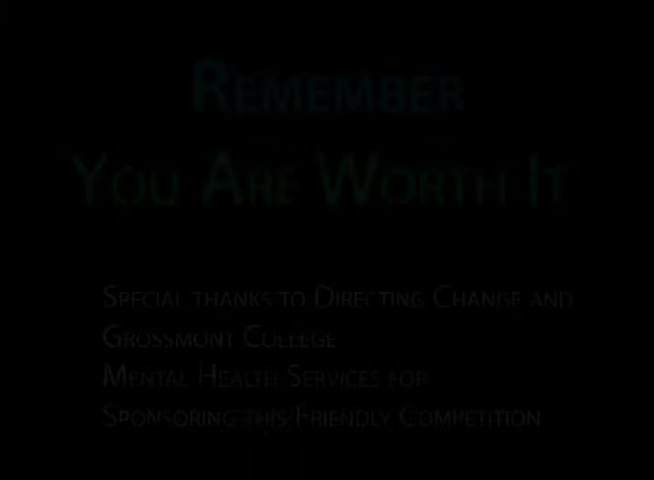 Remember
You Are Worth It
Special thanks to Directing Change and
Grossmont College
Mental Health Services for
Sponsoring this Friendly Competition